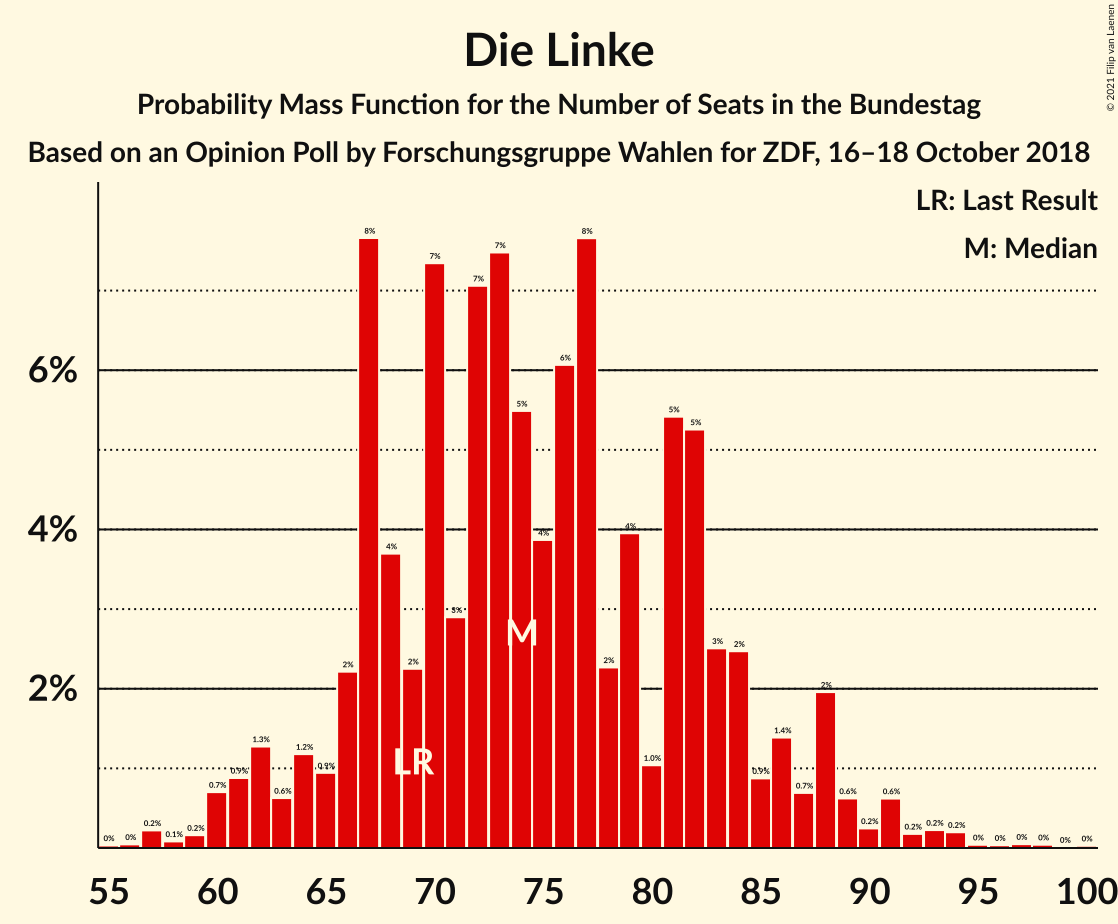 Die Linke
Probability Mass Function for the Number of Seats in the Bundestag
Based on an Opinion Poll by Forschungsgruppe Wahlen for ZDF, 16–18 October 2018
© 2021 Filip van Laenen
LR: Last Result
M: Median
6%
4%
2%
0% 0% 0.2% 0.1% 0.2% 0.7% 0.9% 1.3% 0.6% 1.2% 0.9% 2% 8% 4% 2% 7% 3% 7% 7% 5% 4% 6% 8% 2% 4% 1.0% 5% 5% 3% 2% 0.9% 1.4% 0.7% 2% 0.6% 0.2% 0.6% 0.2% 0.2% 0.2% 0% 0% 0% 0% 0% 0%
M
LR
55 60 65 70 75 80 85 90 95 100